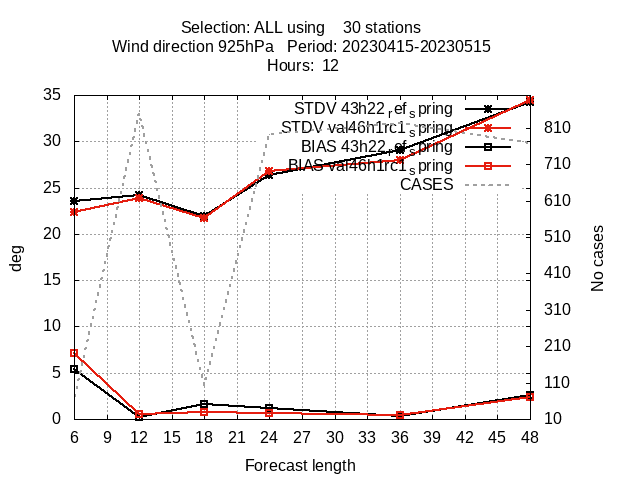 Selection: ALL using    30 stations
Wind direction 925hPa   Period: 20230415-20230515
Hours:  12
STDV 43h22_ref_spring
STDV val46h1rc1_spring
BIAS 43h22_ref_spring
BIAS val46h1rc1_spring
CASES
35
30
25
20
15
10
5
0
deg
810
710
610
510
410
310
210
110
10
No cases
6 9 12 15 18 21 24 27 30 33 36 39 42 45 48
Forecast length